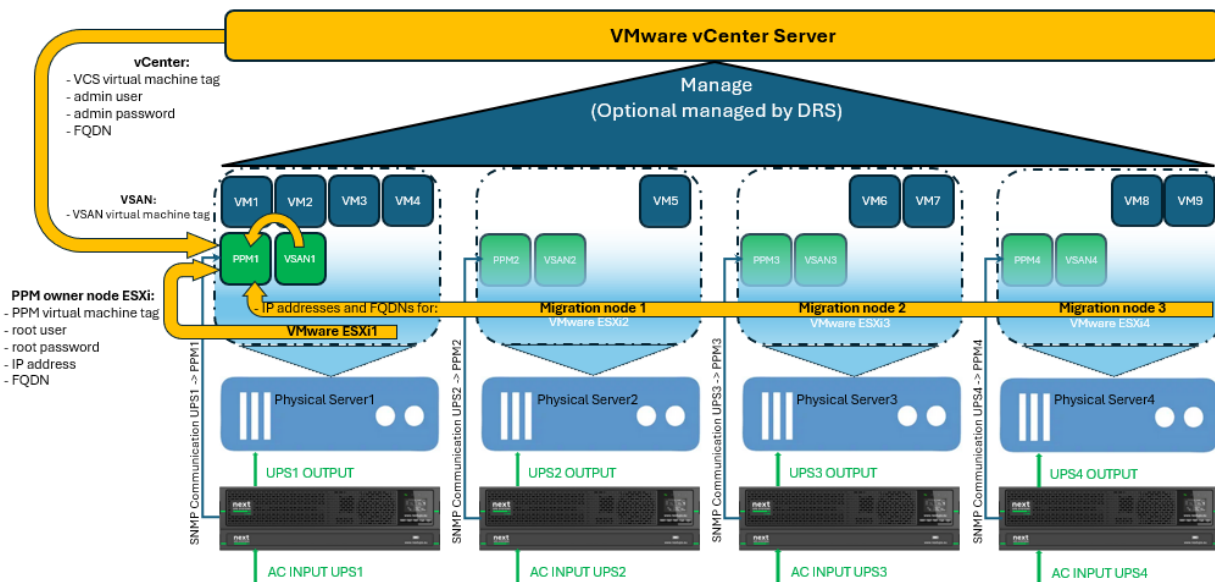 VMware vCenter Server
vCenter:
- VCS virtual machine tag
- admin user
- admin password
- FQDN
Manage
(Optional managed by DRS)
VSAN:
- VSAN virtual machine tag
VM1
VM2
VM3
VM4
VM5
VM6
VM7
VM8
VM9
PPM1
VSAN1
PPM2
VSAN2
PPM3
VSAN3
PPM4
VSAN4
PPM owner node ESXi:
- PPM virtual machine tag
- root user
- root password
- IP address
- FQDN
- IP addresses and FQDNs for:
Migration node 1
Migration node 2
Migration node 3
VMware ESXi1
VMware ESXi2
VMware ESXi3
VMware ESXi4
SNMP Communication UPS1 -> PPM1
SNMP Communication UPS2 -> PPM2
SNMP Communication UPS3 -> PPM3
SNMP Communication UPS4 -> PPM4
Physical Server1
Physical Server2
Physical Server3
Physical Server4
UPS1 OUTPUT
UPS2 OUTPUT
UPS3 OUTPUT
UPS4 OUTPUT
next
next
next
next
next
next
next
next
AC INPUT UPS1
AC INPUT UPS2
AC INPUT UPS3
AC INPUT UPS4